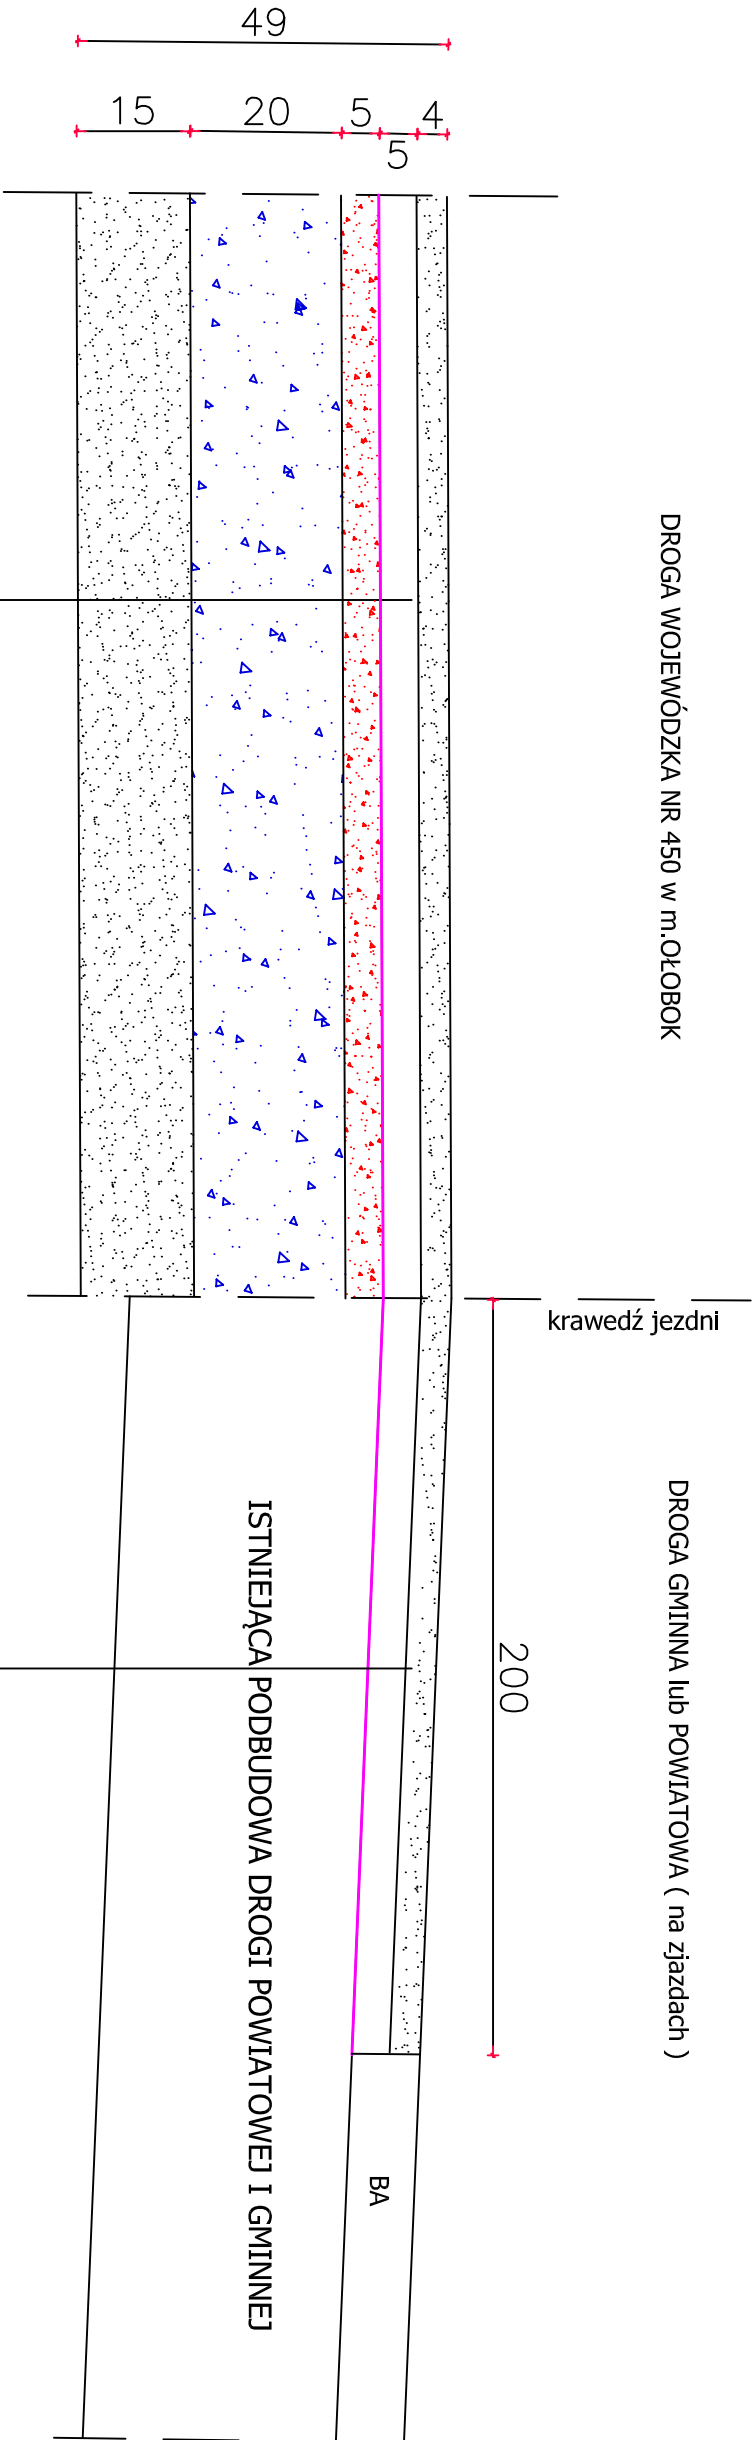 49
15
20
5
5
4
DROGA WOJEWÓDZKA NR 450 w m.OŁOBOK
krawedź jezdni
200
DROGA GMINNA lub POWIATOWA ( na zjazdach )
ISTNIEJĄCA PODBUDOWA DROGI POWIATOWEJ I GMINNEJ
BA